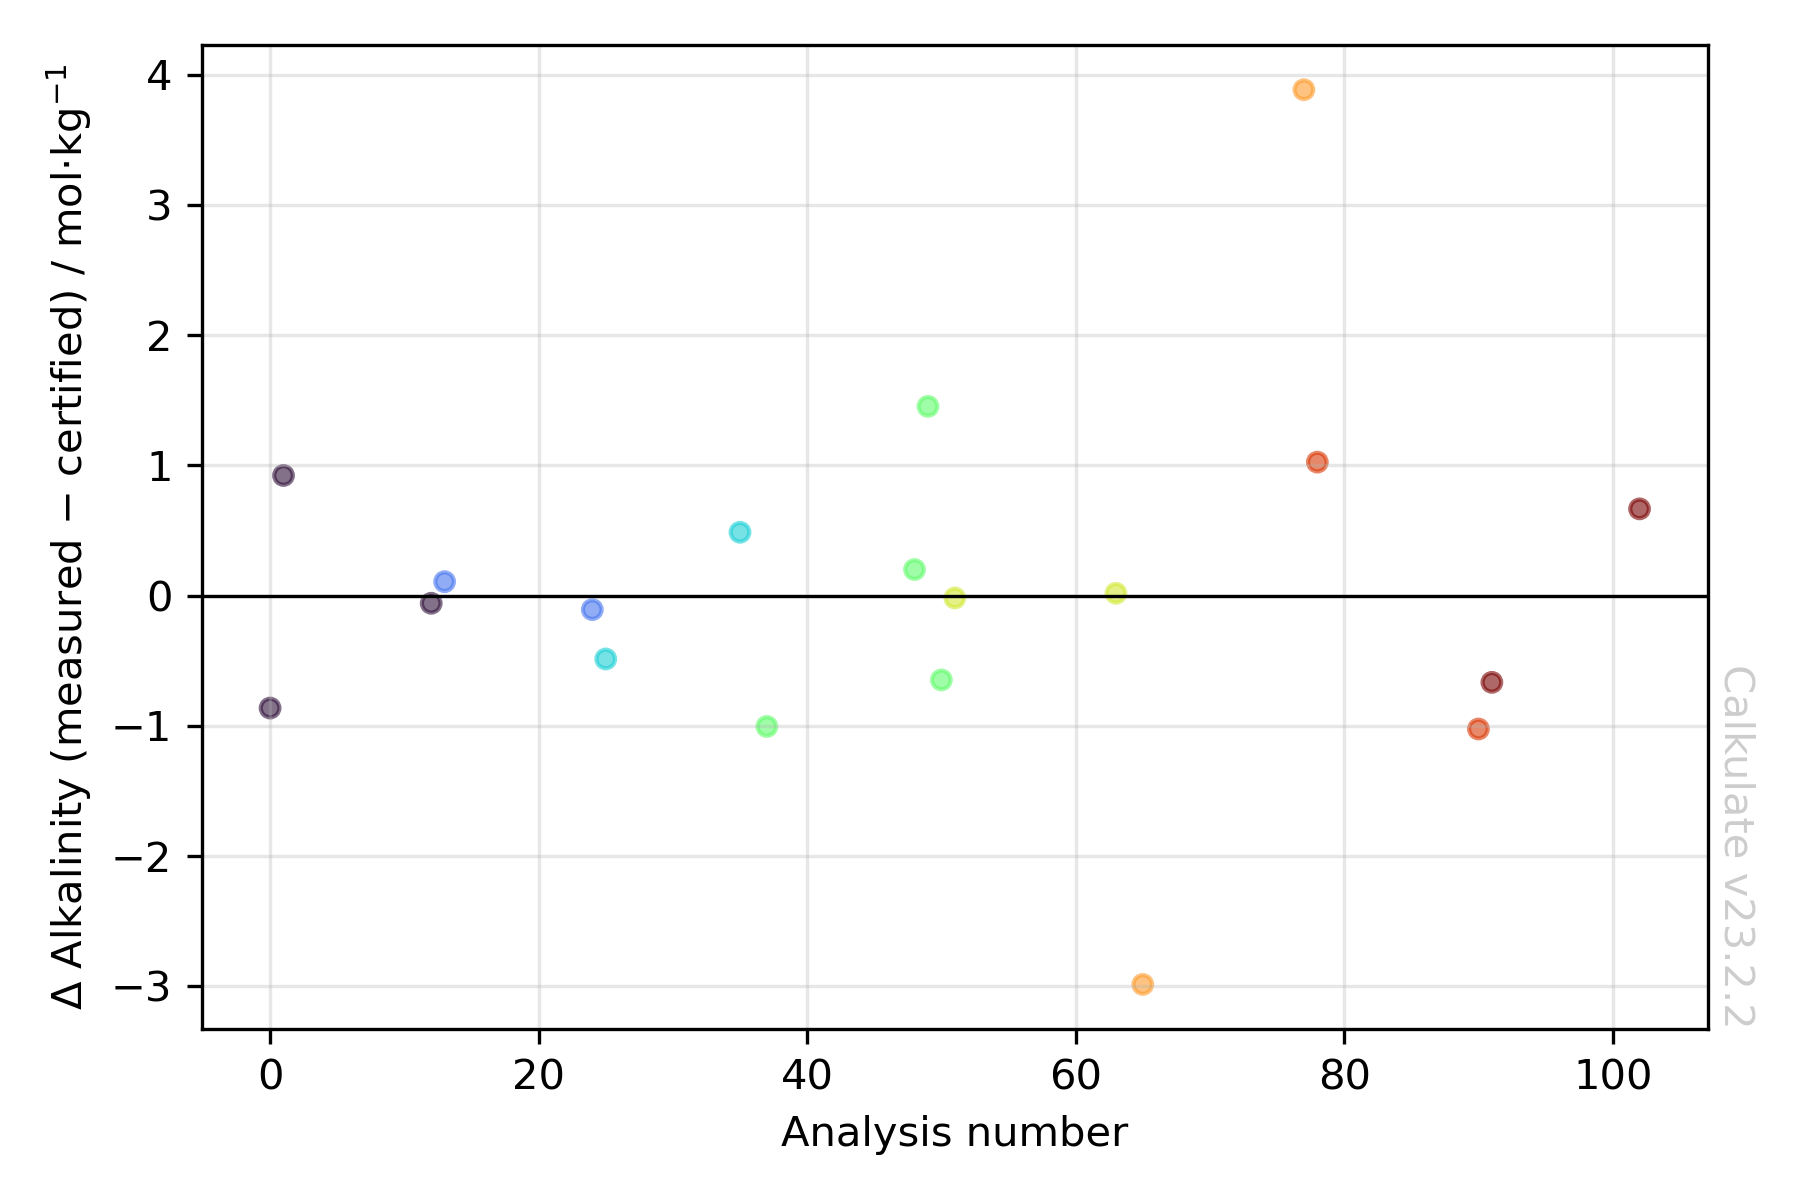 Δ Alkalinity (measured − certified) / mol·kg⁻¹
4
3
2
1
0
−1
−2
−3
0 20 40 60 80 100
Analysis number
Calkulate v23.2.2